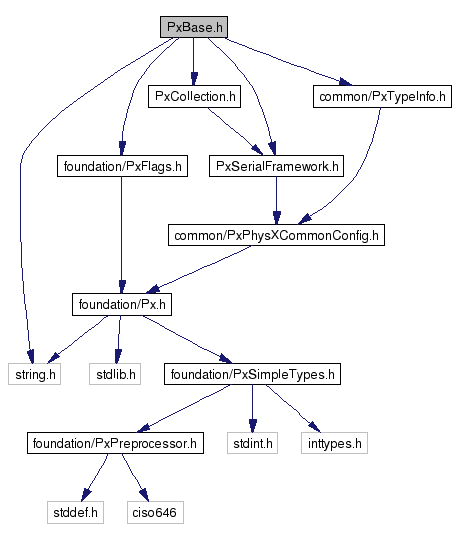 PxBase.h
PxCollection.h
common/PxTypeInfo.h
foundation/PxFlags.h
PxSerialFramework.h
common/PxPhysXCommonConfig.h
foundation/Px.h
string.h
stdlib.h
foundation/PxSimpleTypes.h
foundation/PxPreprocessor.h
stdint.h
inttypes.h
stddef.h
ciso646